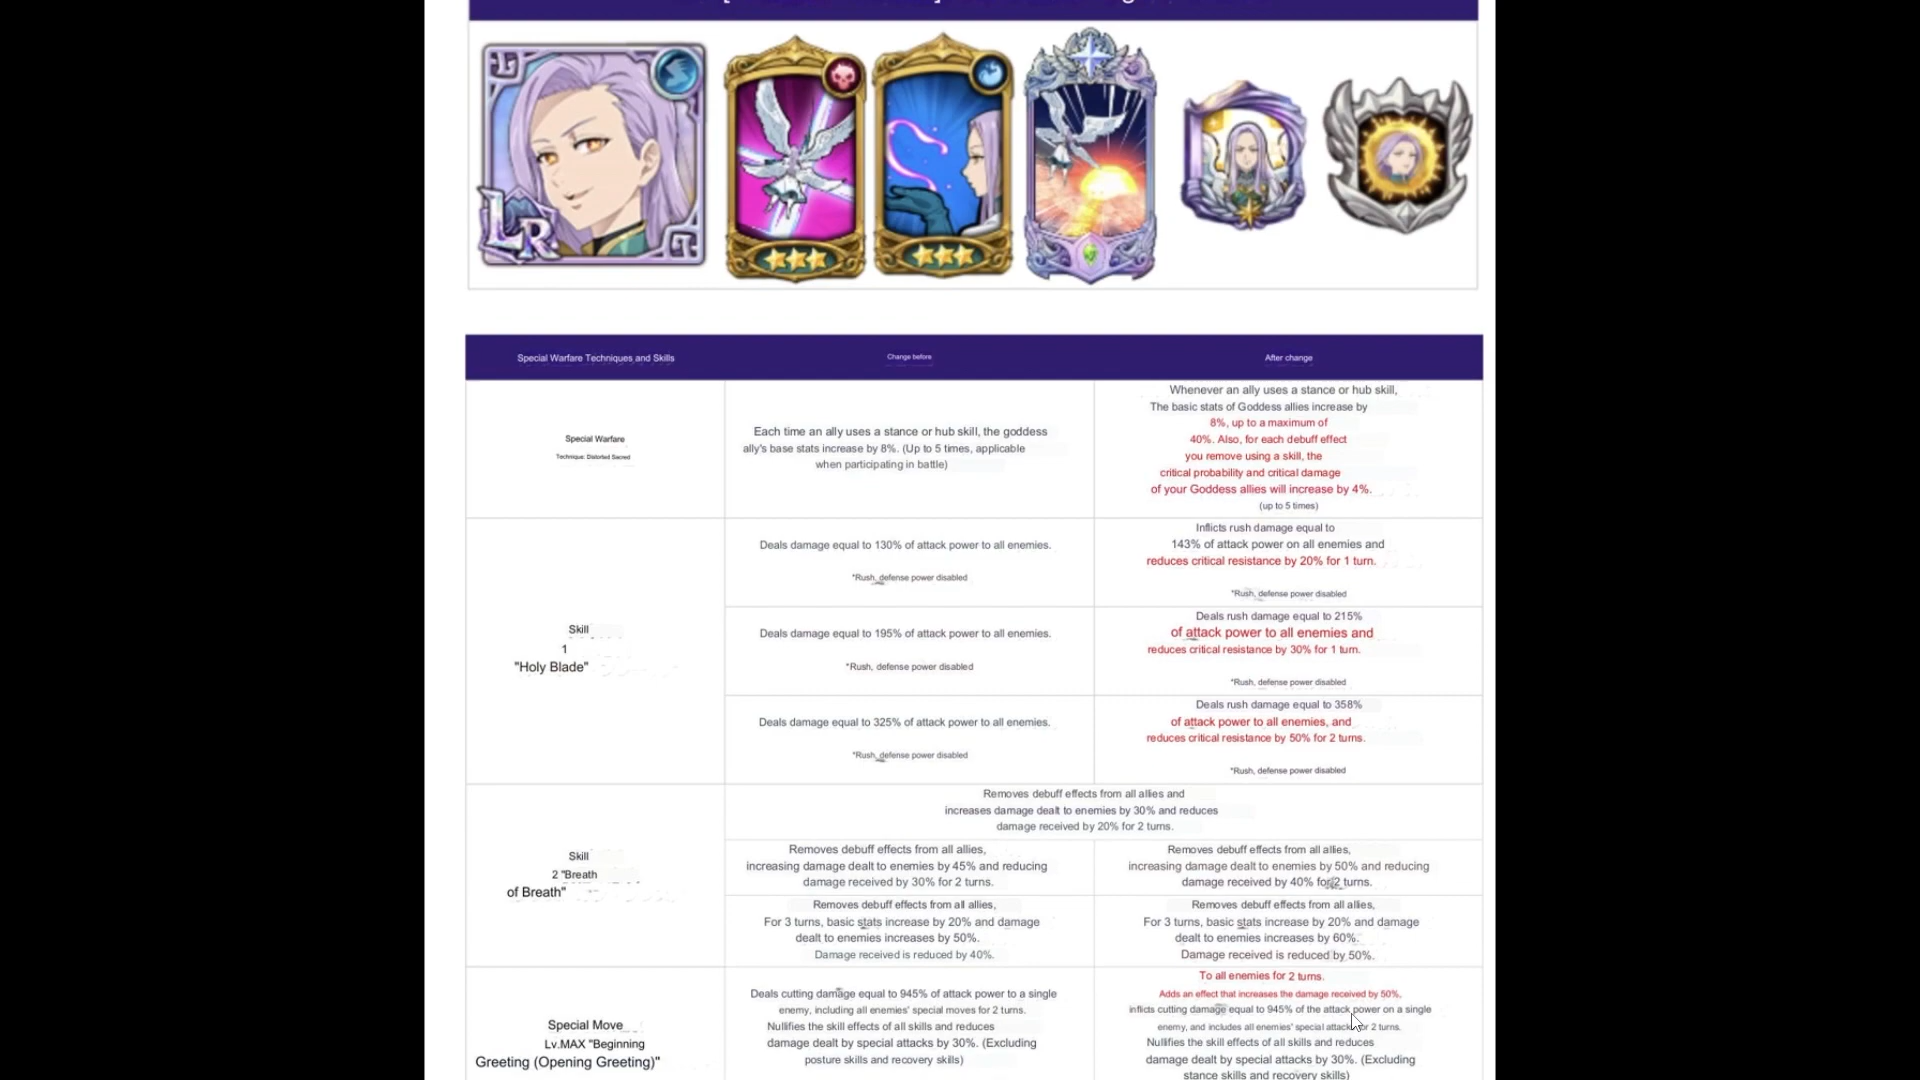 LR
Special Warfare Techniques and Skills
Change before
After change
Special Warfare
Technique: Distorted Sacred
Each time an ally uses a stance or hub skill, the goddess
ally's base stats increase by 8%. (Up to 5 times, applicable
when participating in battle)
Whenever an ally uses a stance or hub skill,
The basic stats of Goddess allies increase by
8%, up to a maximum of
40%. Also, for each debuff effect
you remove using a skill, the
critical probability and critical damage
of your Goddess allies will increase by 4%.
(up to 5 times)
Skill
1
"Holy Blade"
Deals damage equal to 130% of attack power to all enemies.
*Rush, defense power disabled
Inflicts rush damage equal to
143% of attack power on all enemies and
reduces critical resistance by 20% for 1 turn.
*Rush, defense power disabled
Deals damage equal to 195% of attack power to all enemies.
*Rush, defense power disabled
Deals rush damage equal to 215%
of attack power to all enemies and
reduces critical resistance by 30% for 1 turn.
*Rush, defense power disabled
Deals damage equal to 325% of attack power to all enemies.
*Rush, defense power disabled
Deals rush damage equal to 358%
of attack power to all enemies, and
reduces critical resistance by 50% for 2 turns.
*Rush, defense power disabled
Skill
2 "Breath
of Breath"
Removes debuff effects from all allies and
increases damage dealt to enemies by 30% and reduces
damage received by 20% for 2 turns.
Removes debuff effects from all allies,
increasing damage dealt to enemies by 45% and reducing
damage received by 30% for 2 turns.
Removes debuff effects from all allies,
increasing damage dealt to enemies by 50% and reducing
damage received by 40% for 2 turns.
Removes debuff effects from all allies,
For 3 turns, basic stats increase by 20% and damage
dealt to enemies increases by 50%.
Damage received is reduced by 40%.
Removes debuff effects from all allies,
For 3 turns, basic stats increase by 20% and damage
dealt to enemies increases by 60%.
Damage received is reduced by 50%.
Special Move
Lv.MAX "Beginning
Greeting (Opening Greeting)"
Deals cutting damage equal to 945% of attack power to a single
enemy, including all enemies' special moves for 2 turns.
Nullifies the skill effects of all skills and reduces
damage dealt by special attacks by 30%. (Excluding
posture skills and recovery skills)
To all enemies for 2 turns.
Adds an effect that increases the damage received by 50%,
inflicts cutting damage equal to 945% of the attack power on a single
enemy, and includes all enemies' special attacks for 2 turns.
Nullifies the skill effects of all skills and reduces
damage dealt by special attacks by 30%. (Excluding
stance skills and recovery skills)